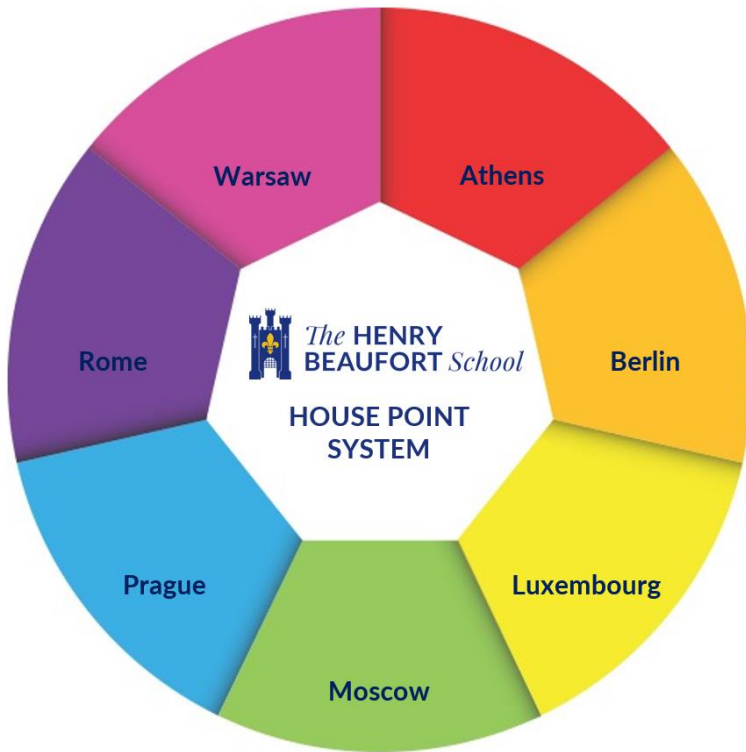 Warsaw
Athens
Rome
The HENRY
BEAUFORT School
Berlin
HOUSE POINT
SYSTEM
Prague
Luxembourg
Moscow